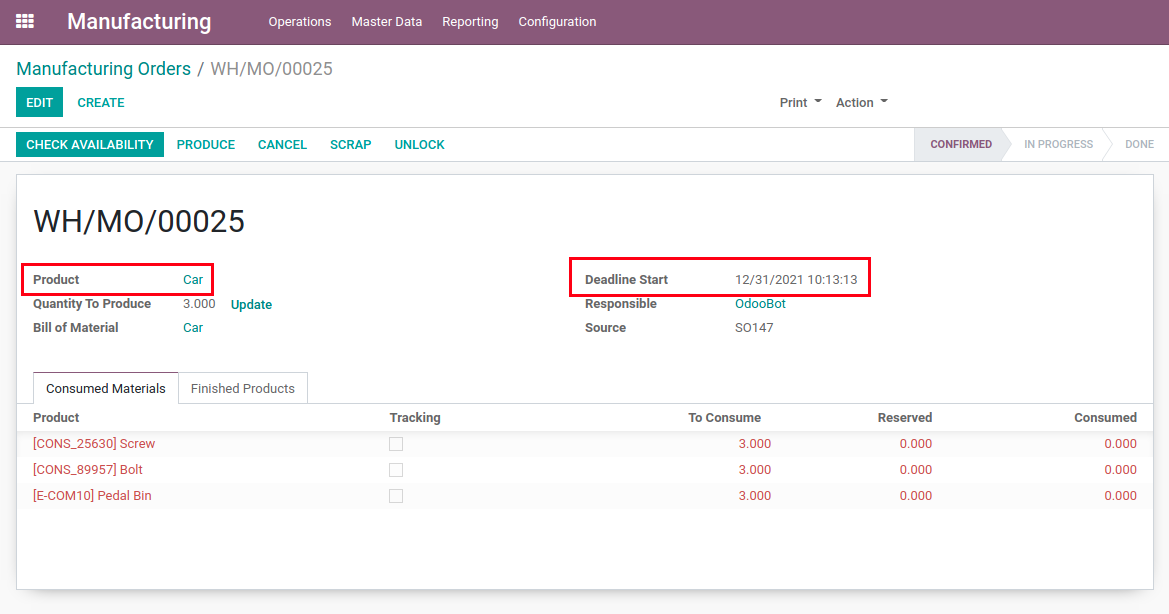 Manufacturing Operations Master Data Reporting Configuration
Manufacturing Orders / WH/MO/00025
EDIT CREATE Print Action
CHECK AVAILABILITY PRODUCE CANCEL SCRAP UNLOCK CONFIRMED IN PROGRESS DONE
WH/MO/00025
Product Car Deadline Start 12/31/2021 10:13:13
Quantity To Produce 3.000 Update Responsible OdooBot
Bill of Material Car Source SO147
Consumed Materials Finished Products
Product Tracking To Consume Reserved Consumed
[CONS_25630] Screw 3.000 0.000 0.000
[CONS_89957] Bolt 3.000 0.000 0.000
[E-COM10] Pedal Bin 3.000 0.000 0.000